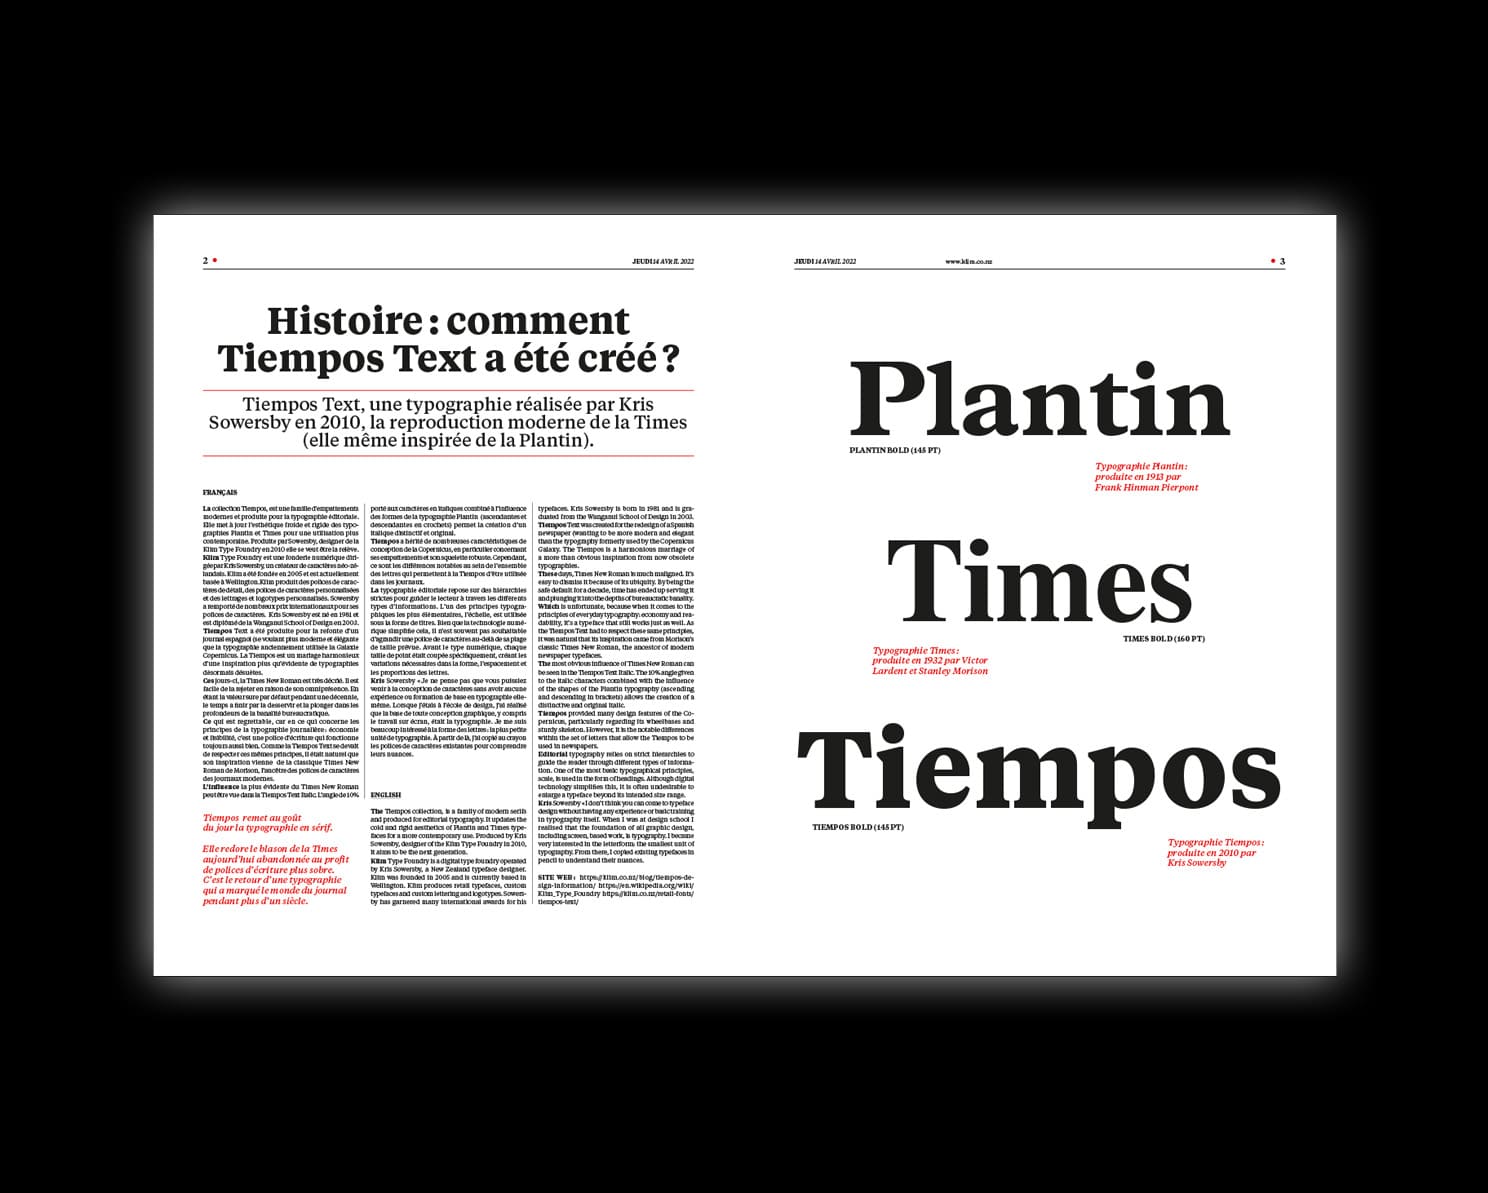 2 •
JEUDI 14 AVRIL 2022
Histoire : comment
Tiempos Text a été créé ?
Tiempos Text, une typographie réalisée par Kris
Sowersby en 2010, la reproduction moderne de la Times
(elle même inspirée de la Plantin).
FRANÇAIS
La collection Tiempos, est une famille d'empattements
modernes et produite pour la typographie éditoriale.
Elle met à jour l'esthétique froide et rigide des typo-
graphies Plantin et Times pour une utilisation plus
contemporaine. Produite par Sowersby, designer de la
Klim Type Foundry en 2010 elle se veut être la relève.
Klim Type Foundry est une fonderie numérique diri-
gée par Kris Sowersby, un créateur de caractères néo-zé-
landais. Klim a été fondée en 2005 et est actuellement
basée à Wellington. Klim produit des polices de carac-
tères de détail, des polices de caractères personnalisées
et des lettrages et logotypes personnalisés. Sowersby
a remporté de nombreux prix internationaux pour ses
polices de caractères. Kris Sowersby est né en 1981 et
est diplômé de la Wanganui School of Design en 2003.
Tiempos Text a été produite pour la refonte d'un
journal espagnol (se voulant plus moderne et élégante
que la typographie anciennement utilisée la Galaxie
Copernicus. La Tiempos est un mariage harmonieux
d'une inspiration plus qu'évidente de typographies
désormais désuètes.
Ces jours-ci, la Times New Roman est très décrié. Il est
facile de la rejeter en raison de son omniprésence. En
étant la valeur sure par défaut pendant une décennie,
le temps a finir par la desservir et la plonger dans les
profondeurs de la banalité bureaucratique.
Ce qui est regrettable, car en ce qui concerne les
principes de la typographie journalière : économie
et lisibilité, c'est une police d'écriture qui fonctionne
toujours aussi bien. Comme la Tiempos Text se devait
de respecter ces mêmes principes, il était naturel que
son inspiration vienne de la classique Times New
Roman de Morison, l'ancêtre des polices de caractères
des journaux modernes.
L'influence la plus évidente du Times New Roman
peut être vue dans la Tiempos Text Italic. L'angle de 10%
Tiempos remet au goût
du jour la typographie en sérif.
Elle redore le blason de la Times
aujourd'hui abandonnée au profit
de polices d'écriture plus sobre.
C'est le retour d'une typographie
qui a marqué le monde du journal
pendant plus d'un siècle.
porté aux caractères en italiques combiné à l'influence
des formes de la typographie Plantin (ascendantes et
descendantes en crochets) permet la création d'un
italique distinctif et original.
Tiempos a hérité de nombreuses caractéristiques de
conception de la Copernicus, en particulier concernant
ses empattements et son squelette robuste. Cependant,
ce sont les différences notables au sein de l'ensemble
des lettres qui permettent à la Tiempos d'être utilisée
dans les journaux.
La typographie éditoriale repose sur des hiérarchies
strictes pour guider le lecteur à travers les différents
types d'informations. L'un des principes typogra-
phiques les plus élémentaires, l'échelle, est utilisée
sous la forme de titres. Bien que la technologie numé-
rique simplifie cela, il n'est souvent pas souhaitable
d'agrandir une police de caractères au-delà de sa plage
de taille prévue. Avant le type numérique, chaque
taille de point était coupée spécifiquement, créant les
variations nécessaires dans la forme, l'espacement et
les proportions des lettres.
Kris Sowersby «Je ne pense pas que vous puissiez
venir à la conception de caractères sans avoir aucune
expérience ou formation de base en typographie elle-
même. Lorsque j'étais à l'école de design, j'ai réalisé
que la base de toute conception graphique, y compris
le travail sur écran, était la typographie. Je me suis
beaucoup intéressé à la forme des lettres : la plus petite
unité de typographie. À partir de là, j'ai copié au crayon
les polices de caractères existantes pour comprendre
leurs nuances.
ENGLISH
The Tiempos collection, is a family of modern serifs
and produced for editorial typography. It updates the
cold and rigid aesthetics of Plantin and Times type-
faces for a more contemporary use. Produced by Kris
Sowersby, designer of the Klim Type Foundry in 2010,
it aims to be the next generation.
Klim Type Foundry is a digital type foundry operated
by Kris Sowersby, a New Zealand typeface designer.
Klim was founded in 2005 and is currently based in
Wellington. Klim produces retail typefaces, custom
typefaces and custom lettering and logotypes. Sowers-
by has garnered many international awards for his
typefaces. Kris Sowersby is born in 1981 and is gra-
duated from the Wanganui School of Design in 2003.
Tiempos Text was created for the redesign of a Spanish
newspaper (wanting to be more modern and elegant
than the typography formerly used by the Copernicus
Galaxy. The Tiempos is a harmonious marriage of
a more than obvious inspiration from now obsolete
typographies.
These days, Times New Roman is much maligned. It's
easy to dismiss it because of its ubiquity. By being the
safe default for a decade, time has ended up serving it
and plunging it into the depths of bureaucratic banality.
Which is unfortunate, because when it comes to the
principles of everyday typography: economy and rea-
dability, it's a typeface that still works just as well. As
the Tiempos Text had to respect these same principles,
it was natural that its inspiration came from Morison's
classic Times New Roman, the ancestor of modern
newspaper typefaces.
The most obvious influence of Times New Roman can
be seen in the Tiempos Text Italic. The 10% angle given
to the italic characters combined with the influence
of the shapes of the Plantin typography (ascending
and descending in brackets) allows the creation of a
distinctive and original italic.
Tiempos provided many design features of the Co-
pernicus, particularly regarding its wheelbases and
sturdy skeleton. However, it is the notable differences
within the set of letters that allow the Tiempos to be
used in newspapers.
Editorial typography relies on strict hierarchies to
guide the reader through different types of informa-
tion. One of the most basic typographical principles,
scale, is used in the form of headings. Although digital
technology simplifies this, it is often undesirable to
enlarge a typeface beyond its intended size range.
Kris Sowersby «I don't think you can come to typeface
design without having any experience or basic training
in typography itself. When I was at design school I
realised that the foundation of all graphic design,
including screen, based work, is typography. I became
very interested in the letterform: the smallest unit of
typography. From there, I copied existing typefaces in
pencil to understand their nuances.
SITE WEB : https://klim.co.nz/blog/tiempos-de-
sign-information/ https://en.wikipedia.org/wiki/
Klim_Type_Foundry https://klim.co.nz/retail-fonts/
tiempos-text/
JEUDI 14 AVRIL 2022
www.klim.co.nz
• 3
Plantin
PLANTIN BOLD (145 PT)
Typographie Plantin :
produite en 1913 par
Frank Hinman Pierpont
Times
TIMES BOLD (160 PT)
Typographie Times :
produite en 1932 par Victor
Lardent et Stanley Morison
Tiempos
TIEMPOS BOLD (145 PT)
Typographie Tiempos :
produite en 2010 par
Kris Sowersby